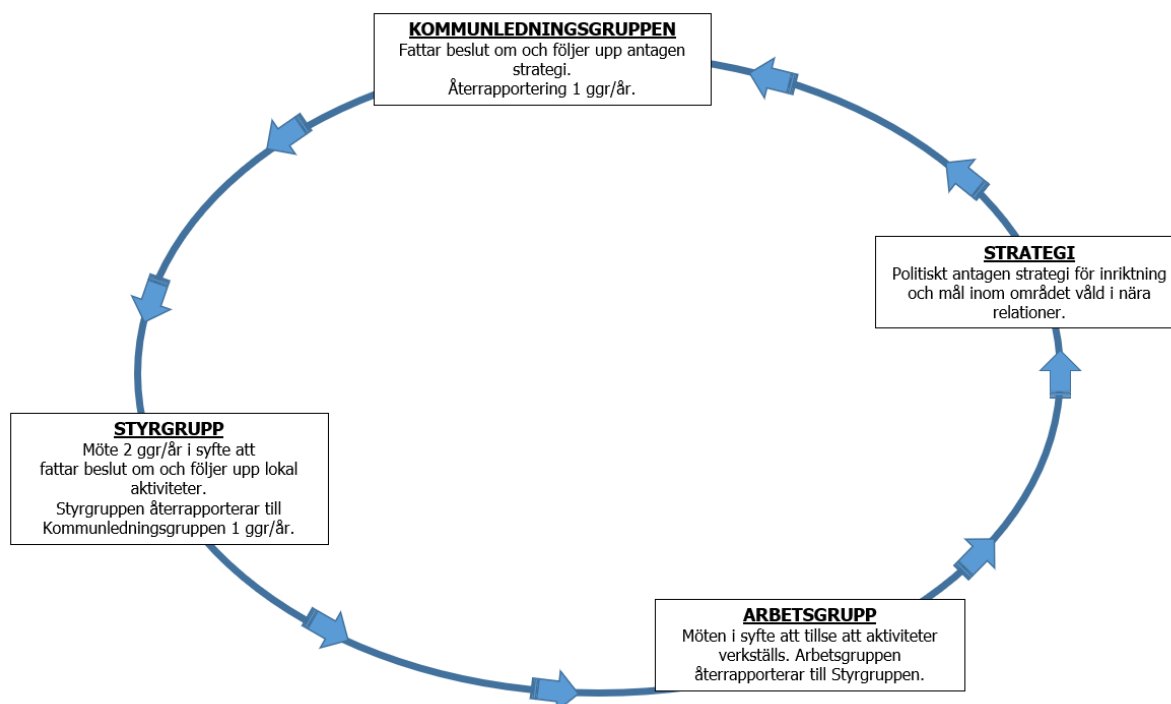 KOMMUNLEDNINGSGRUPPEN
Fattar beslut om och följer upp antagen
strategi.
Återrapportering 1 ggr/år.
STRATEGI
Politiskt antagen strategi för inriktning
och mål inom området våld i nära
relationer.
STYRGRUPP
Möte 2 ggr/år i syfte att
fattar beslut om och följer upp lokal
aktiviteter.
Styrgruppen återrapporterar till
Kommunledningsgruppen 1 ggr/år.
ARBETSGRUPP
Möten i syfte att tillse att aktiviteter
verkställs. Arbetsgruppen
återrapporterar till Styrgruppen.